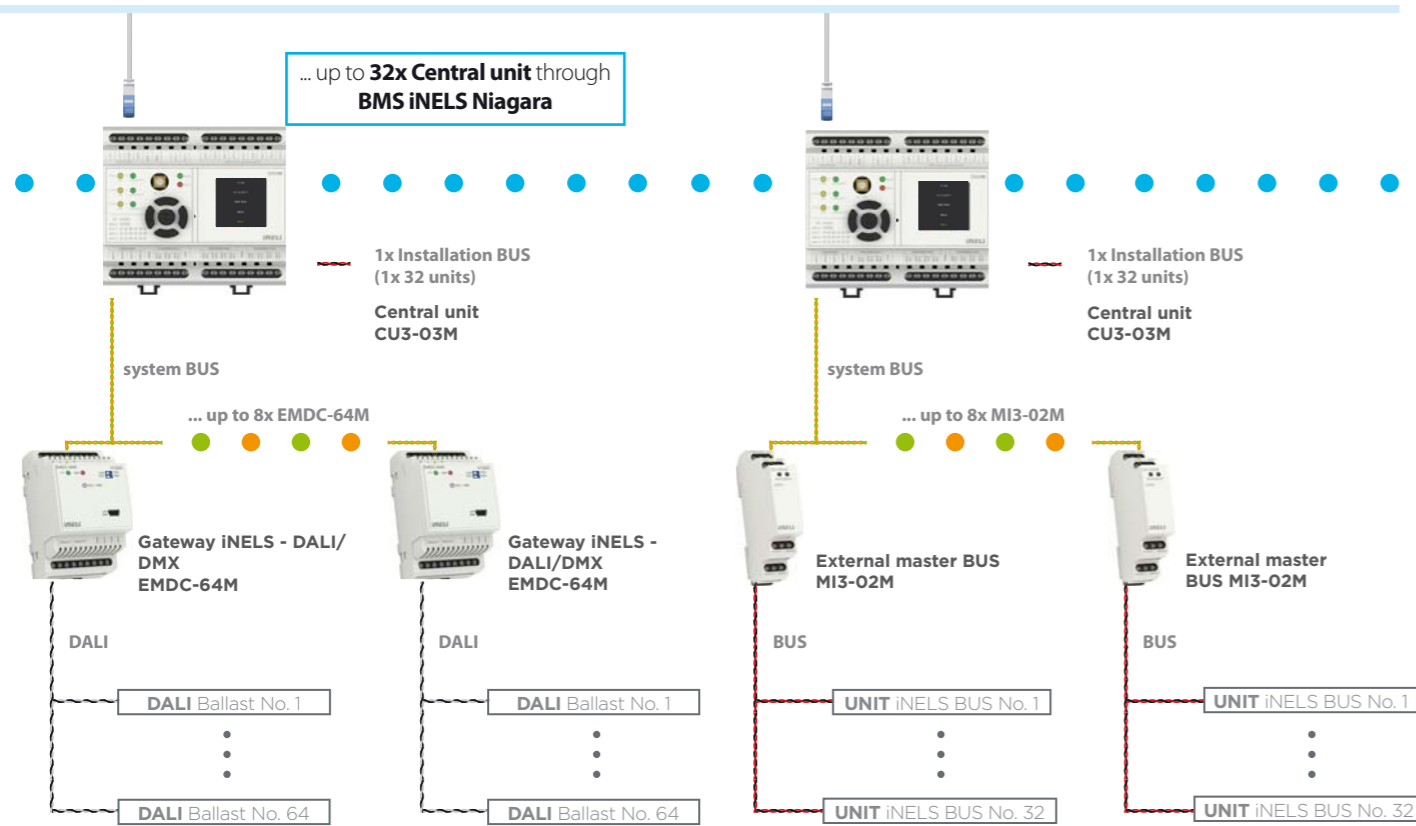 ... up to 32x Central unit through
BMS iNELS Niagara
1x Installation BUS
(1x 32 units)
Central unit
CU3-03M
1x Installation BUS
(1x 32 units)
Central unit
CU3-03M
system BUS
system BUS
... up to 8x EMDC-64M
... up to 8x MI3-02M
Gateway iNELS - DALI/
DMX
EMDC-64M
Gateway iNELS -
DALI/DMX
EMDC-64M
External master BUS
MI3-02M
External master
BUS MI3-02M
DALI
DALI
BUS
BUS
DALI Ballast No. 1
DALI Ballast No. 1
UNIT iNELS BUS No. 1
UNIT iNELS BUS No. 1
DALI Ballast No. 64
DALI Ballast No. 64
UNIT iNELS BUS No. 32
UNIT iNELS BUS No. 32